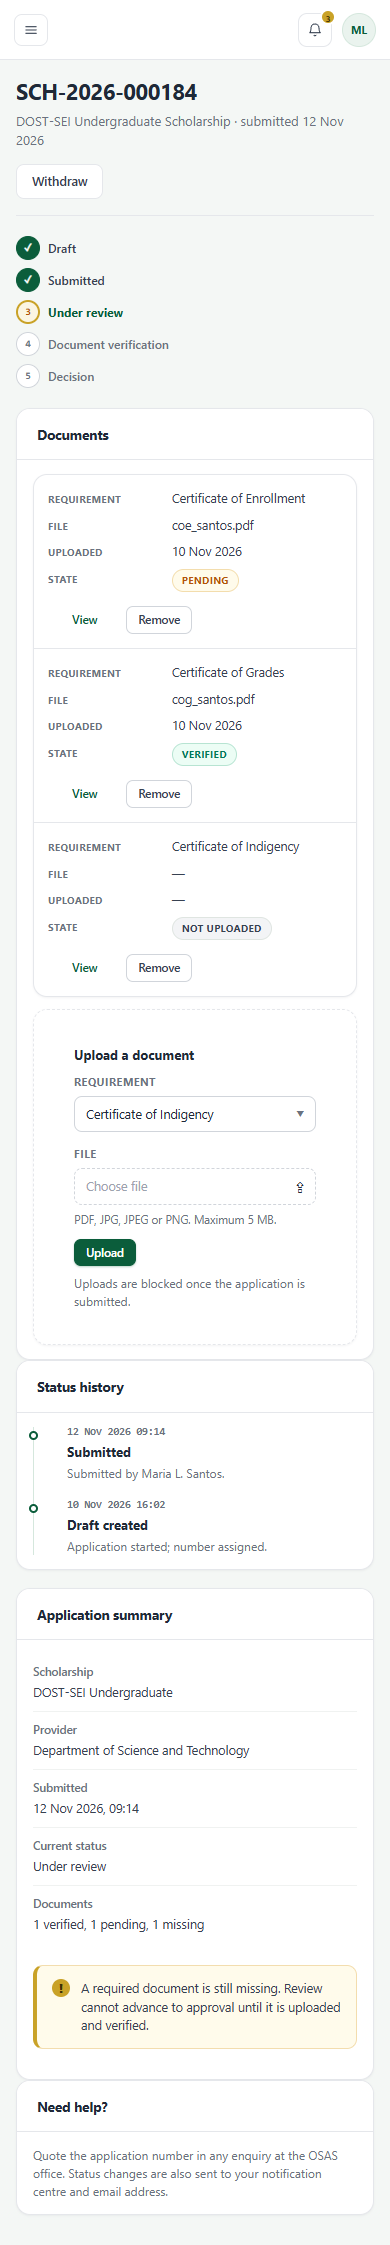 3
ML
SCH-2026-000184
DOST-SEI Undergraduate Scholarship · submitted 12 Nov
2026
Withdraw
Draft
Submitted
3 Under review
4 Document verification
5 Decision
Documents
REQUIREMENT Certificate of Enrollment
FILE coe_santos.pdf
UPLOADED 10 Nov 2026
STATE PENDING
View Remove
REQUIREMENT Certificate of Grades
FILE cog_santos.pdf
UPLOADED 10 Nov 2026
STATE VERIFIED
View Remove
REQUIREMENT Certificate of Indigency
FILE —
UPLOADED —
STATE NOT UPLOADED
View Remove
Upload a document
REQUIREMENT
Certificate of Indigency
FILE
Choose file
PDF, JPG, JPEG or PNG. Maximum 5 MB.
Upload
Uploads are blocked once the application is
submitted.
Status history
12 Nov 2026 09:14
Submitted
Submitted by Maria L. Santos.
10 Nov 2026 16:02
Draft created
Application started; number assigned.
Application summary
Scholarship
DOST-SEI Undergraduate
Provider
Department of Science and Technology
Submitted
12 Nov 2026, 09:14
Current status
Under review
Documents
1 verified, 1 pending, 1 missing
! A required document is still missing. Review
cannot advance to approval until it is uploaded
and verified.
Need help?
Quote the application number in any enquiry at the OSAS
office. Status changes are also sent to your notification
centre and email address.